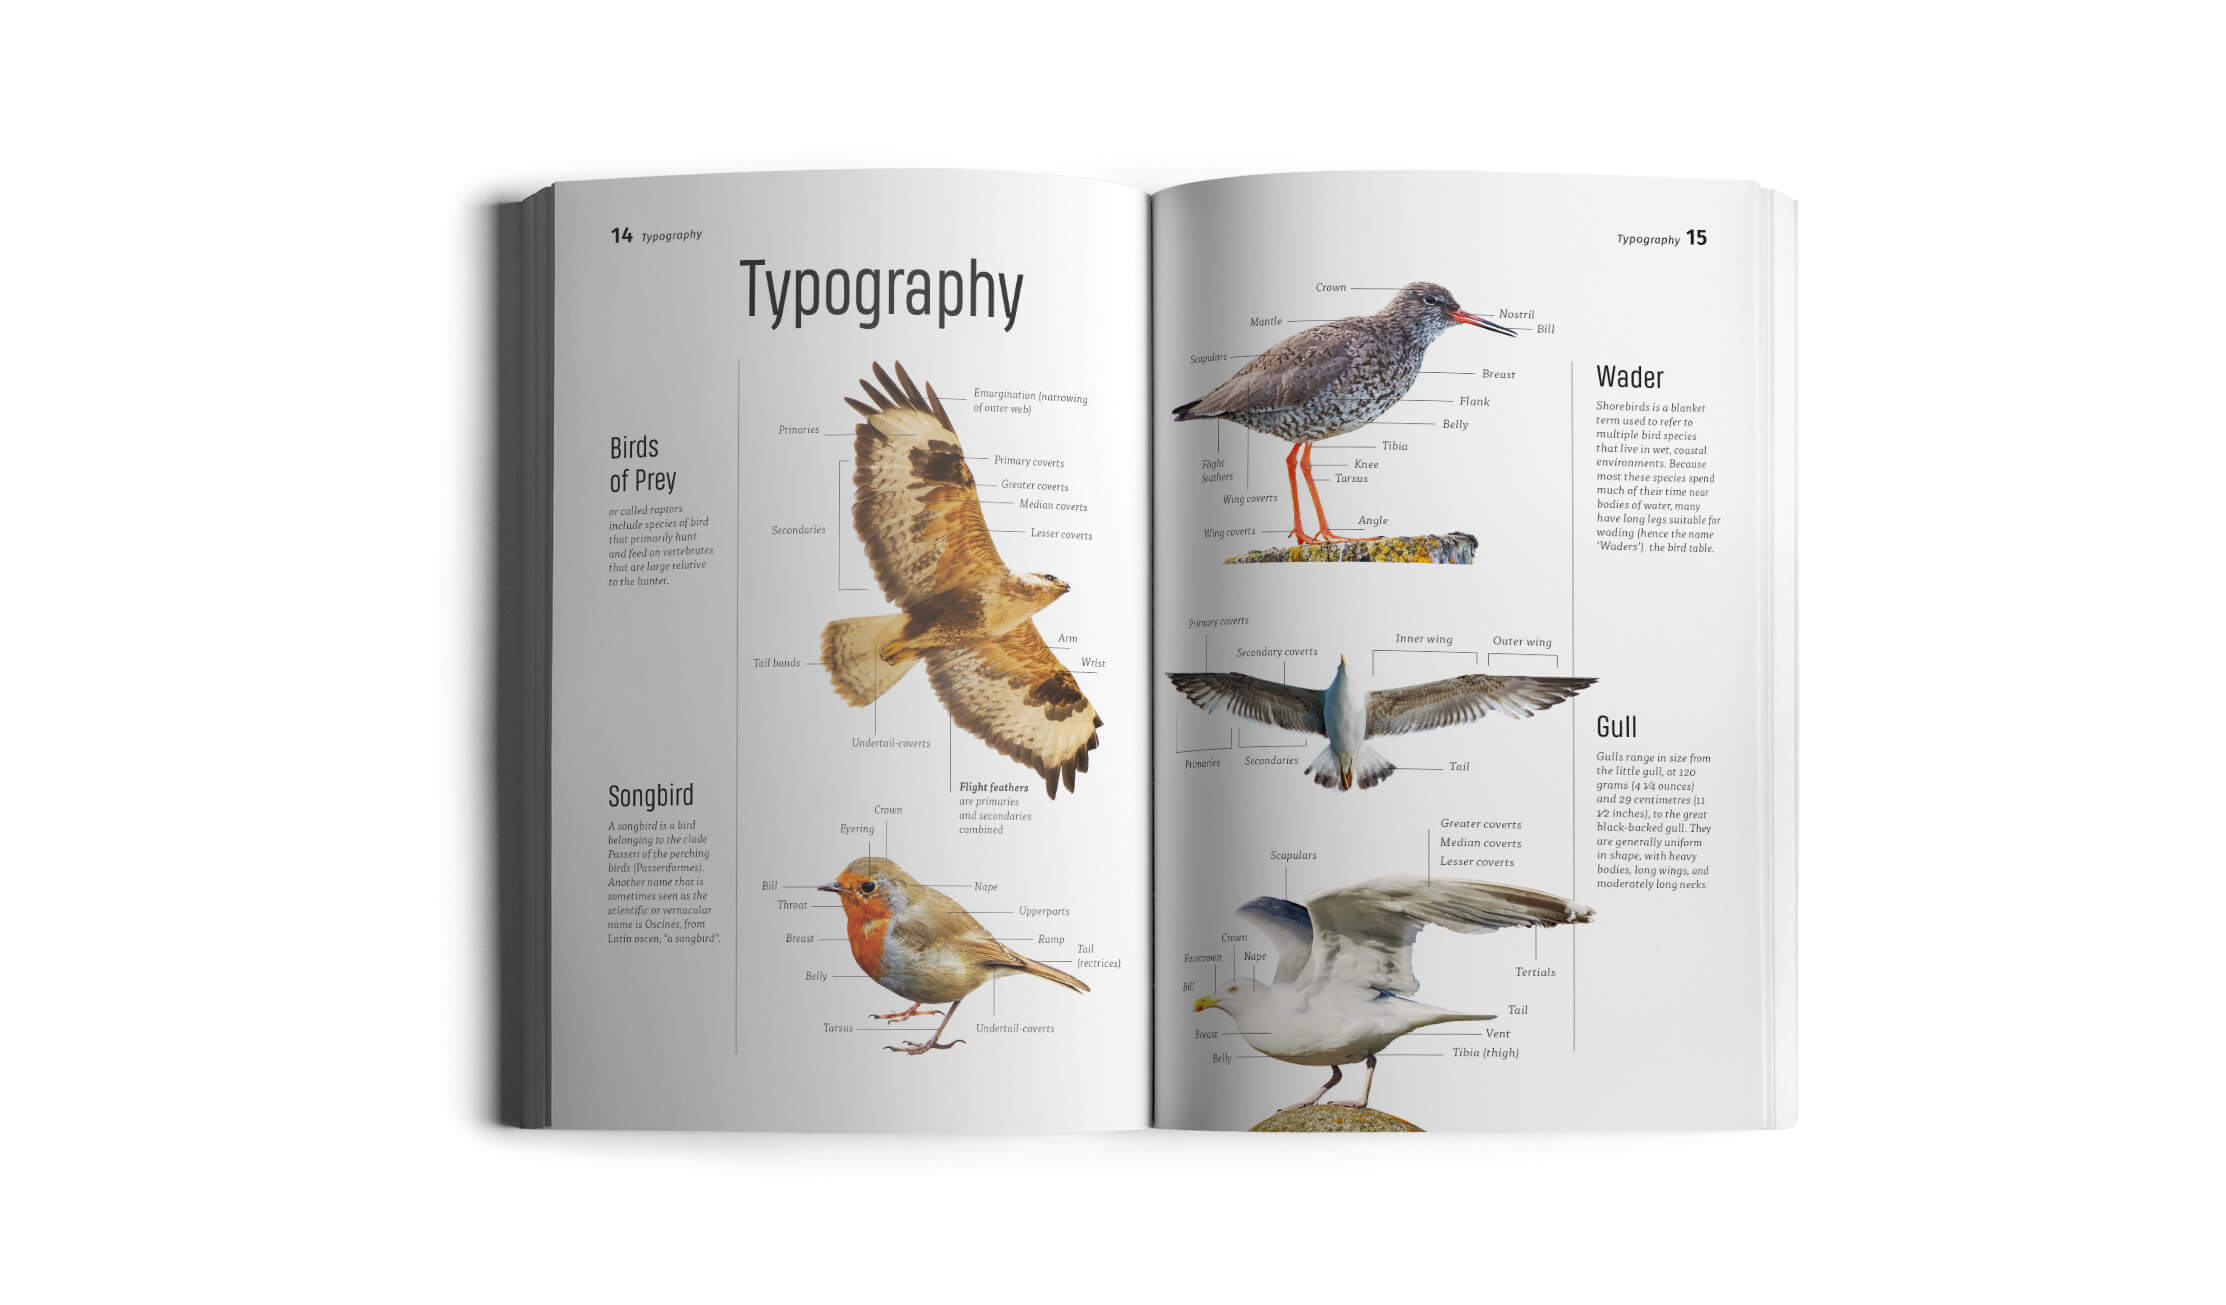 14 Typography
Typography
Birds
of Prey
or called raptors
include species of bird
that primarily hunt
and feed on vertebrates
that are large relative
to the hunter.
Emargination (narrowing
of outer web)
Prinaries
Primary coverts
Greater coverts
Median coverts
Secondaries
Lesser coverts
Arm
Wrist
Tail bands
Undertail-coverts
Flight feathers
are primaries
and secondaries
combined
Songbird
A songbird is a bird
belonging to the clade
Passeri of the perching
birds (Passeriformes).
Another name that is
sometimes seen as the
scientific or vernacular
name is Oscines, from
Latin oscen, “a songbird”.
Crown
Eyering
Bill
Nape
Throat
Upperparts
Breast
Rump
Tail
(rectrices)
Belly
Tarsus
Undertail-coverts
Typography 15
Crown
Nostril
Mantle
Bill
Scapulars
Breast
Flank
Belly
Tibia
Flight
feathers
Knee
Tarsus
Wing coverts
Angle
Wing coverts
Wader
Shorebirds is a blanket
term used to refer to
multiple bird species
that live in wet, coastal
environments. Because
most these species spend
much of their time near
bodies of water, many
have long legs suitable for
wading (hence the name
‘Waders’). the bird table.
Primary coverts
Secondary coverts
Inner wing
Outer wing
Primaries
Secondaries
Tail
Gull
Gulls range in size from
the little gull, at 120
grams (4 1⁄4 ounces)
and 29 centimetres (11
1⁄2 inches), to the great
black-backed gull. They
are generally uniform
in shape, with heavy
bodies, long wings, and
moderately long necks.
Greater coverts
Median coverts
Lesser coverts
Scapulars
Crown
Forecrown
Nape
Bill
Tertials
Tail
Breast
Vent
Belly
Tibia (thigh)